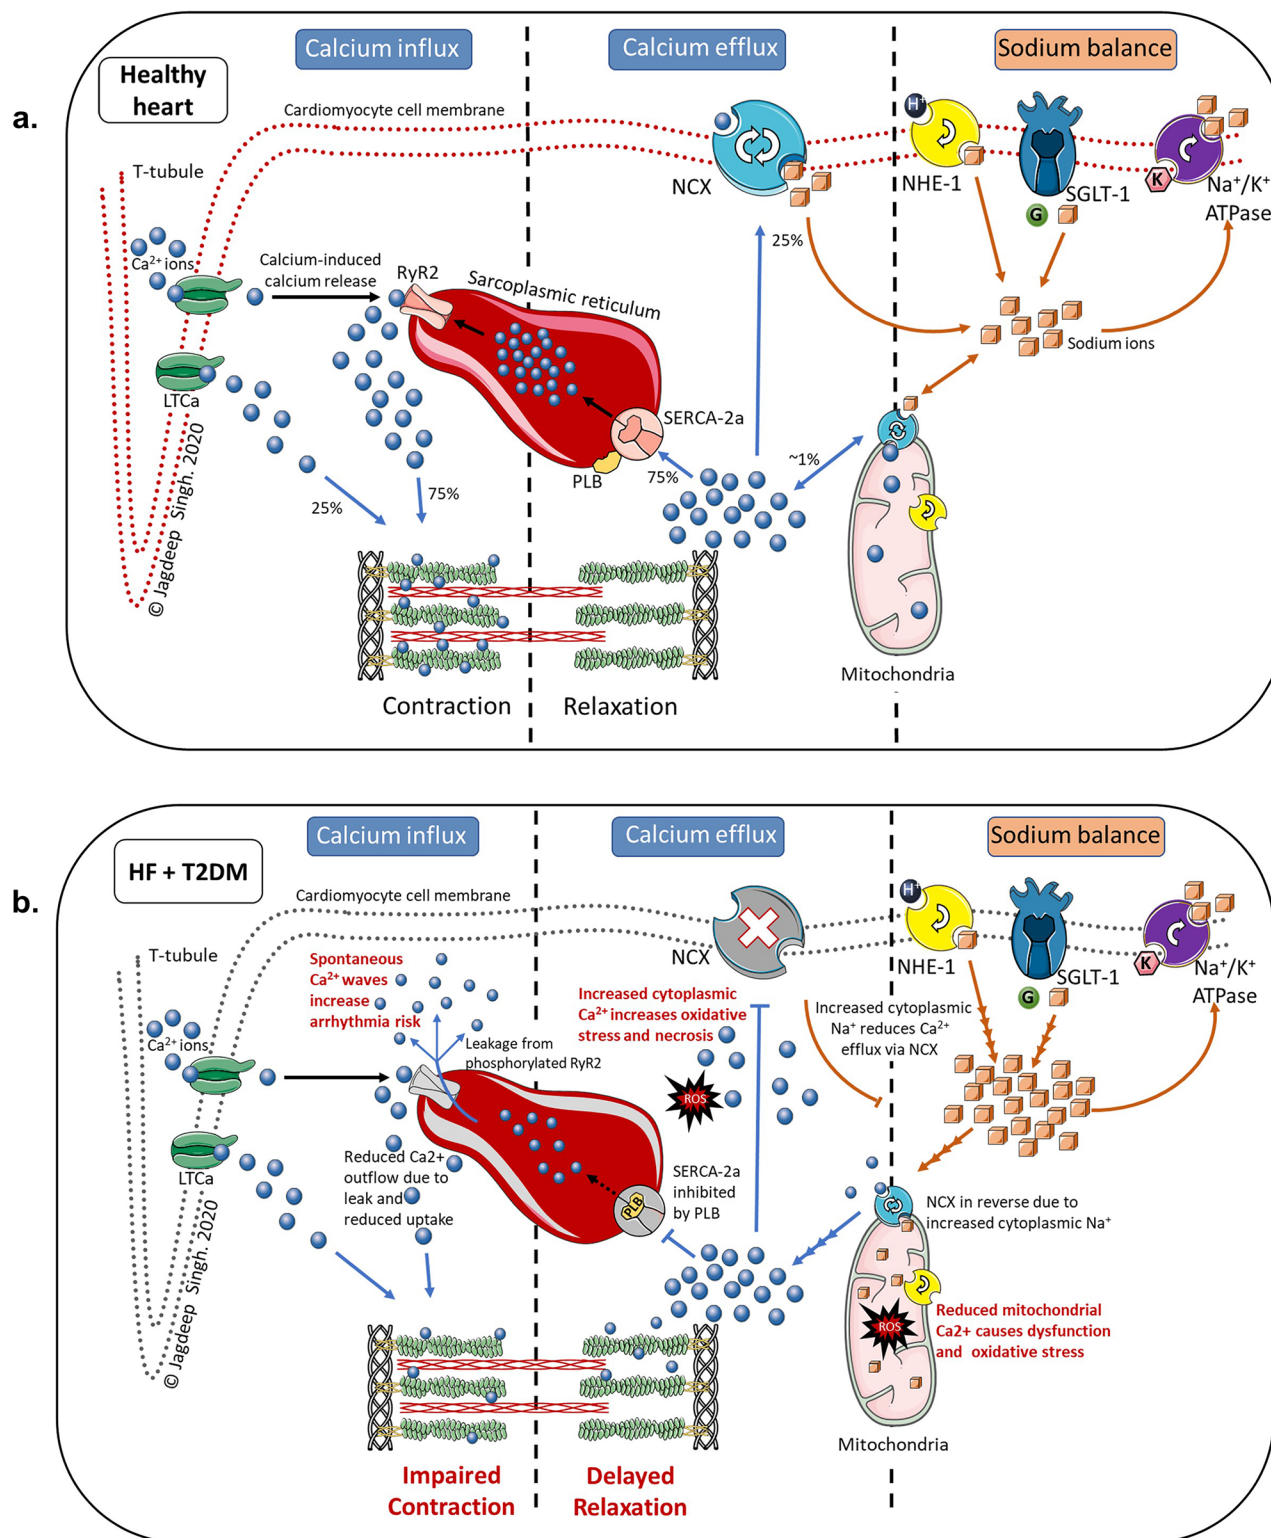 a.
Healthy
heart
Calcium influx
Calcium efflux
Sodium balance
Cardiomyocyte cell membrane
T-tubule
Ca²⁺ ions
LTCa
Calcium-induced
calcium release
RyR2
Sarcoplasmic reticulum
SERCA-2a
PLB
NCX
H⁺
NHE-1
SGLT-1
G
K
Na⁺/K⁺
ATPase
Sodium ions
25%
75%
75%
25%
~1%
© Jagdeep Singh. 2020
Mitochondria
Contraction
Relaxation
b.
HF + T2DM
Calcium influx
Calcium efflux
Sodium balance
Cardiomyocyte cell membrane
T-tubule
Ca²⁺ ions
LTCa
Spontaneous
Ca²⁺ waves
increase
arrhythmia risk
Leakage from
phosphorylated RyR2
Reduced Ca2+
outflow due to
leak and
reduced uptake
NCX
Increased cytoplasmic
Ca²⁺ increases oxidative
stress and necrosis
ROS
SERCA-2a
inhibited
by PLB
PLB
Increased cytoplasmic
Na⁺ reduces Ca²⁺
efflux via NCX
H⁺
NHE-1
SGLT-1
G
K
Na⁺/K⁺
ATPase
NCX in reverse due to
increased cytoplasmic Na⁺
ROS
Reduced mitochondrial
Ca2+ causes dysfunction
and oxidative stress
© Jagdeep Singh. 2020
Mitochondria
Impaired
Contraction
Delayed
Relaxation